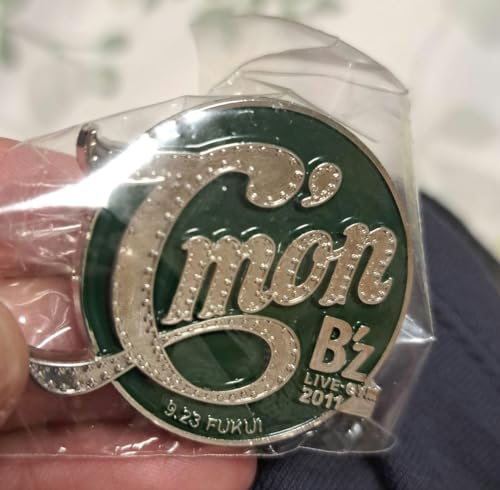 C'mon
B'z
LIVE-GYM
2011
9.23 FUKUI